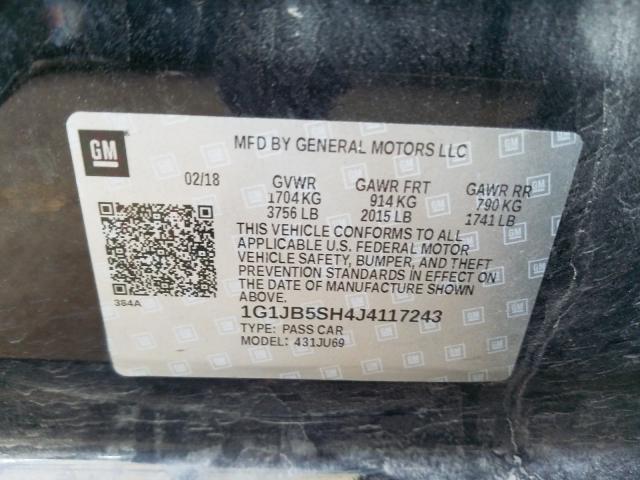 GM
MFD BY GENERAL MOTORS LLC
02/18 GVWR GAWR FRT GAWR RR
1704 KG 914 KG 790 KG
3756 LB 2015 LB 1741 LB
THIS VEHICLE CONFORMS TO ALL
APPLICABLE U.S. FEDERAL MOTOR
VEHICLE SAFETY, BUMPER, AND THEFT
PREVENTION STANDARDS IN EFFECT ON
THE DATE OF MANUFACTURE SHOWN
ABOVE.
384A
1G1JB5SH4J4117243
TYPE: PASS CAR
MODEL: 431JU69